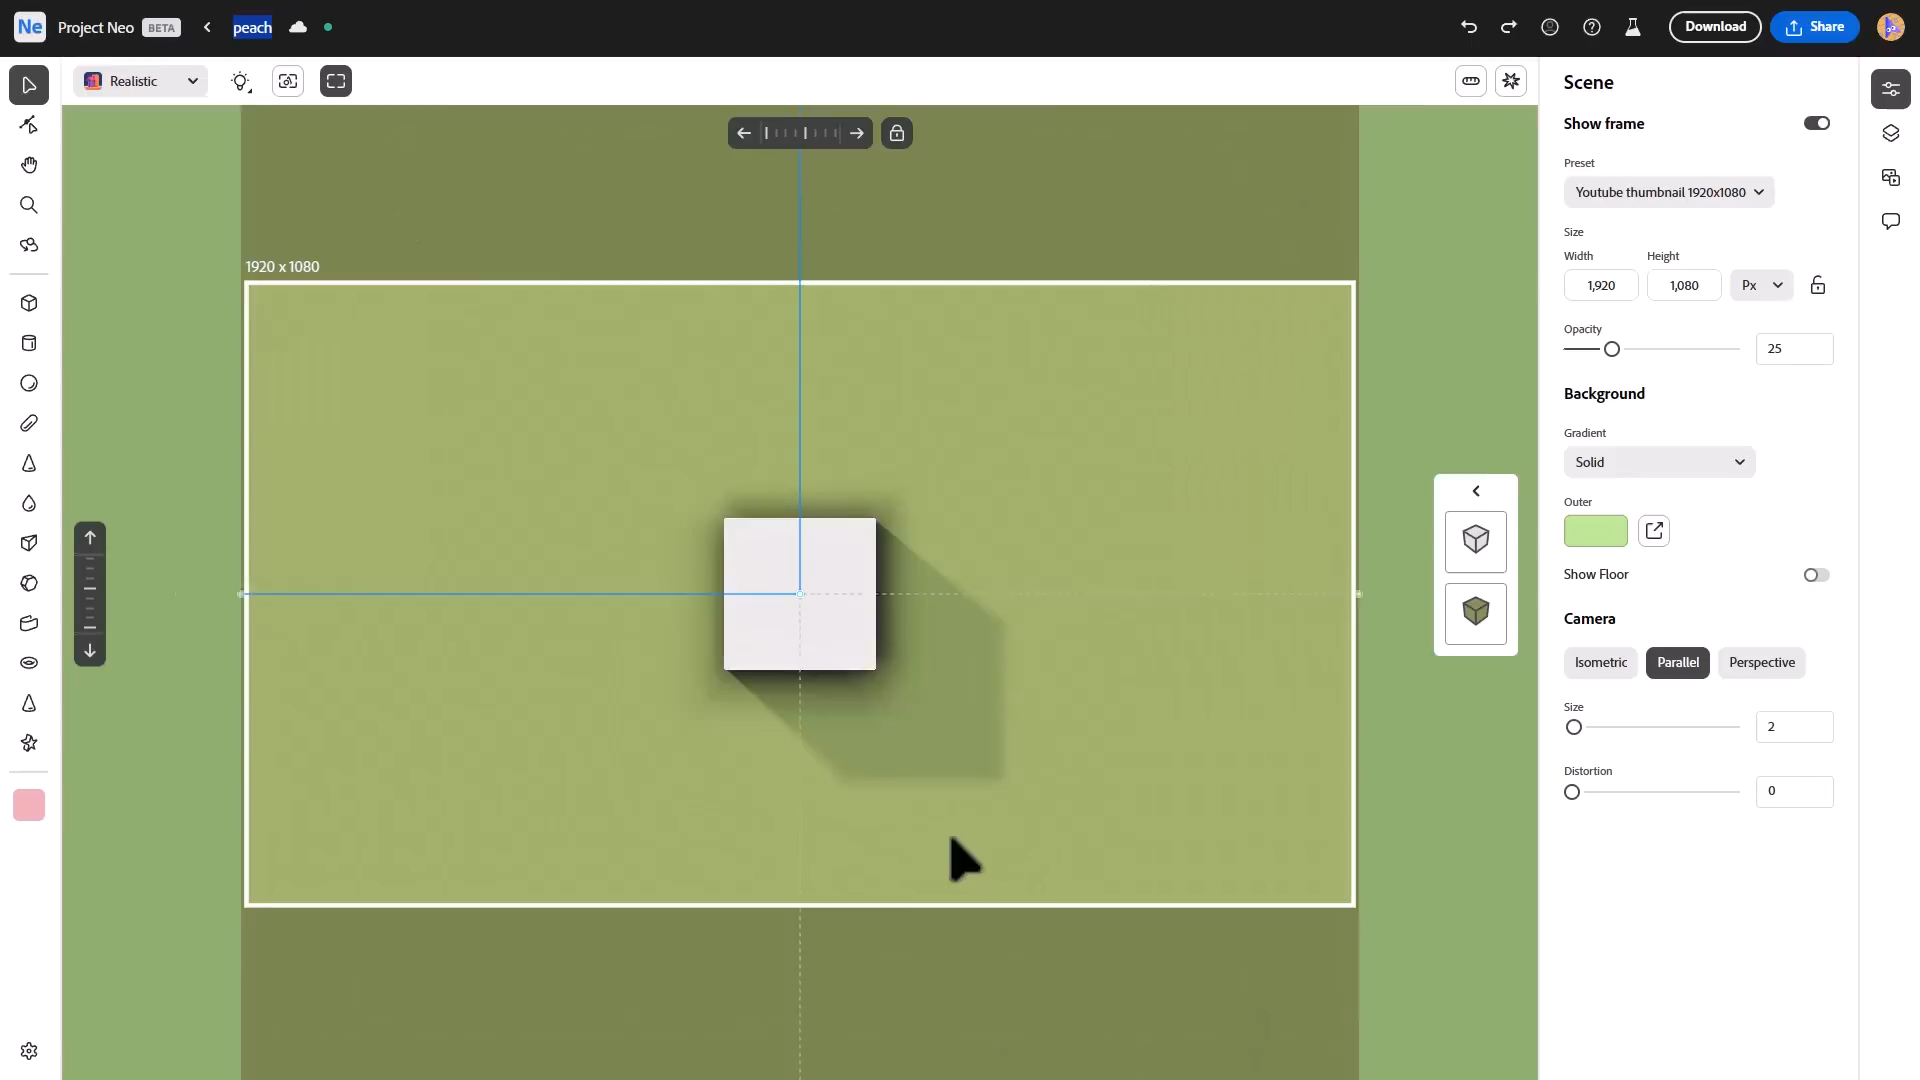 Ne Project Neo BETA peach Download Share
Realistic
1920 x 1080
Scene
Show frame
Preset
Youtube thumbnail 1920x1080
Size
Width Height
1,920 1,080 Px
Opacity
25
Background
Gradient
Solid
Outer
Show Floor
Camera
Isometric Parallel Perspective
Size
2
Distortion
0